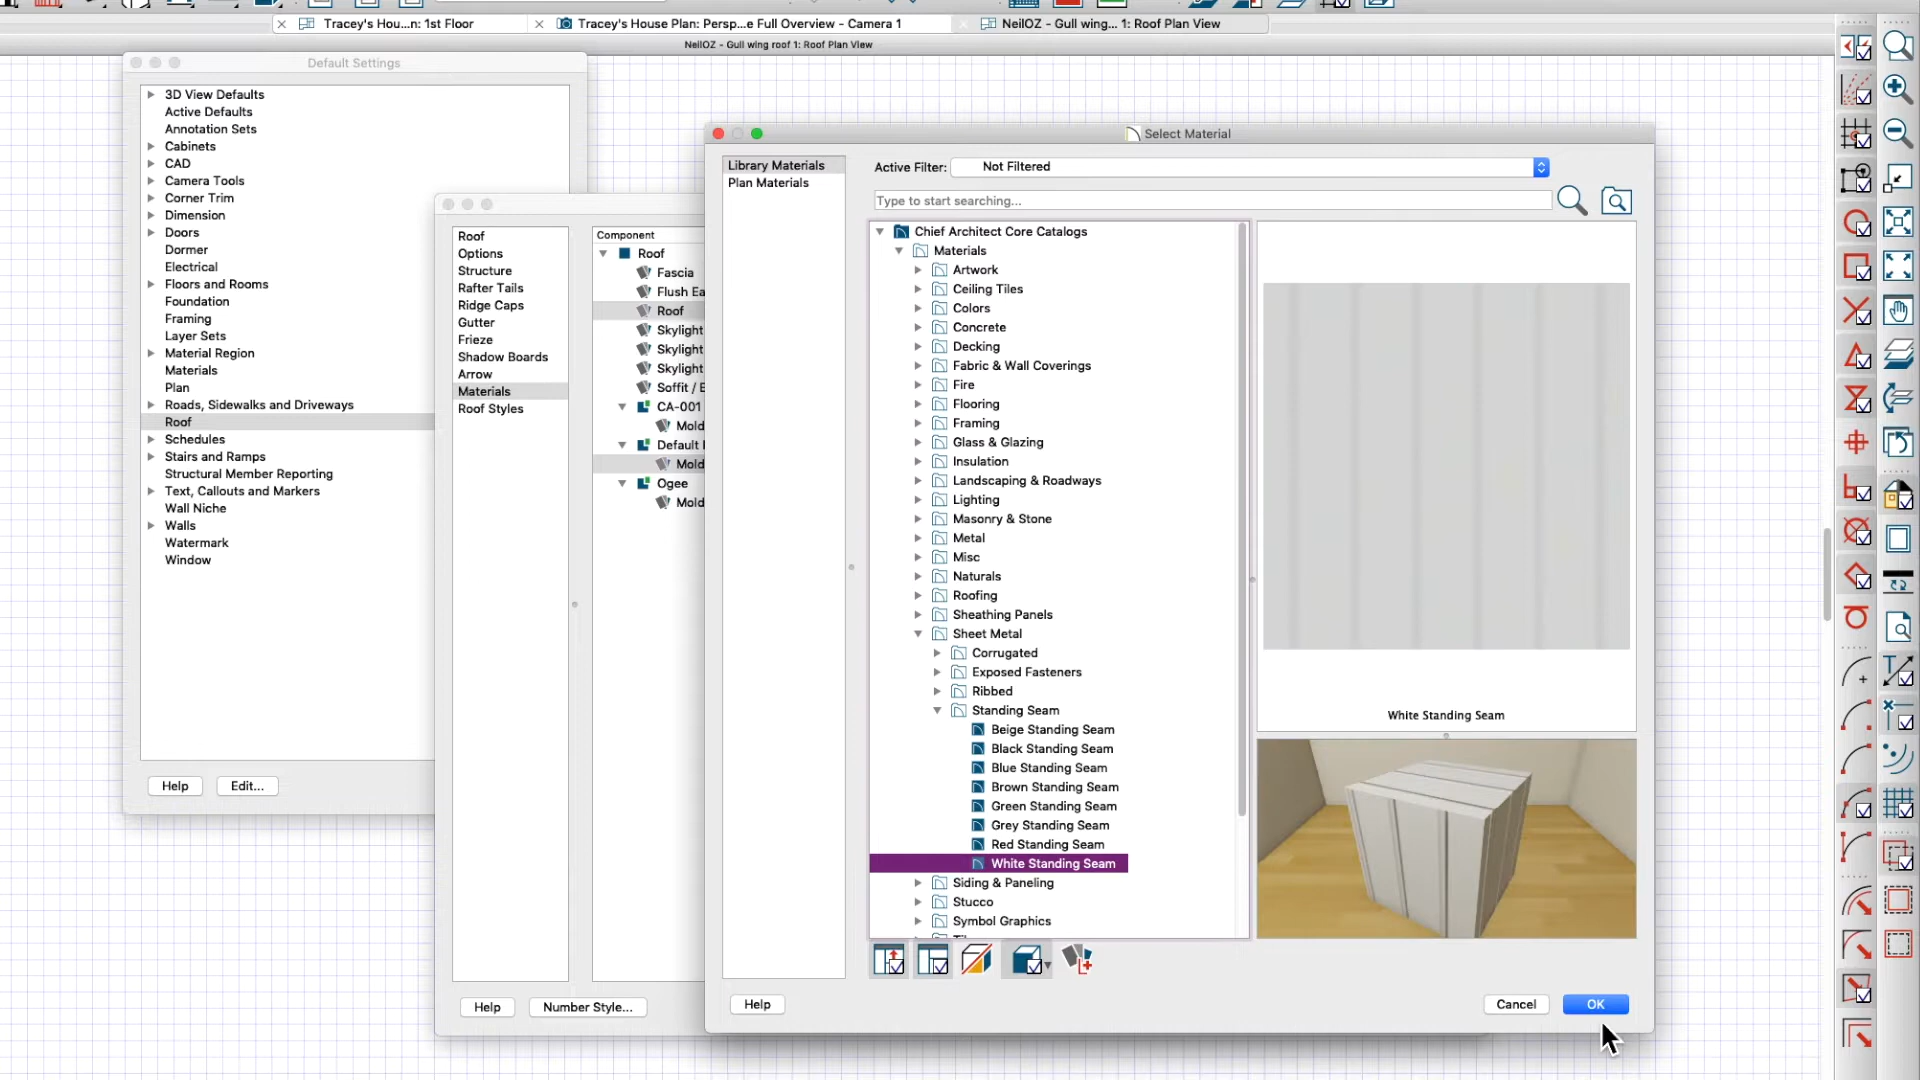 Tracey's Hou...n: 1st Floor
Tracey's House Plan: Persp...e Full Overview - Camera 1
NeilOZ - Gull wing... 1: Roof Plan View
NeilOZ - Gull wing roof 1: Roof Plan View
Default Settings
3D View Defaults
Active Defaults
Annotation Sets
Cabinets
CAD
Camera Tools
Corner Trim
Dimension
Doors
Dormer
Electrical
Floors and Rooms
Foundation
Framing
Layer Sets
Material Region
Materials
Plan
Roads, Sidewalks and Driveways
Roof
Schedules
Stairs and Ramps
Structural Member Reporting
Text, Callouts and Markers
Wall Niche
Walls
Watermark
Window
Help
Edit...
Roof
Options
Structure
Rafter Tails
Ridge Caps
Gutter
Frieze
Shadow Boards
Arrow
Materials
Roof Styles
Help
Number Style...
Component
Roof
Fascia
Flush Ea
Roof
Skylight
Skylight
Skylight
Soffit / E
CA-001
Mold
Default
Mold
Ogee
Mold
Select Material
Library Materials
Plan Materials
Active Filter:
Not Filtered
Type to start searching...
Chief Architect Core Catalogs
Materials
Artwork
Ceiling Tiles
Colors
Concrete
Decking
Fabric & Wall Coverings
Fire
Flooring
Framing
Glass & Glazing
Insulation
Landscaping & Roadways
Lighting
Masonry & Stone
Metal
Misc
Naturals
Roofing
Sheathing Panels
Sheet Metal
Corrugated
Exposed Fasteners
Ribbed
Standing Seam
Beige Standing Seam
Black Standing Seam
Blue Standing Seam
Brown Standing Seam
Green Standing Seam
Grey Standing Seam
Red Standing Seam
White Standing Seam
Siding & Paneling
Stucco
Symbol Graphics
White Standing Seam
Help
Cancel
OK